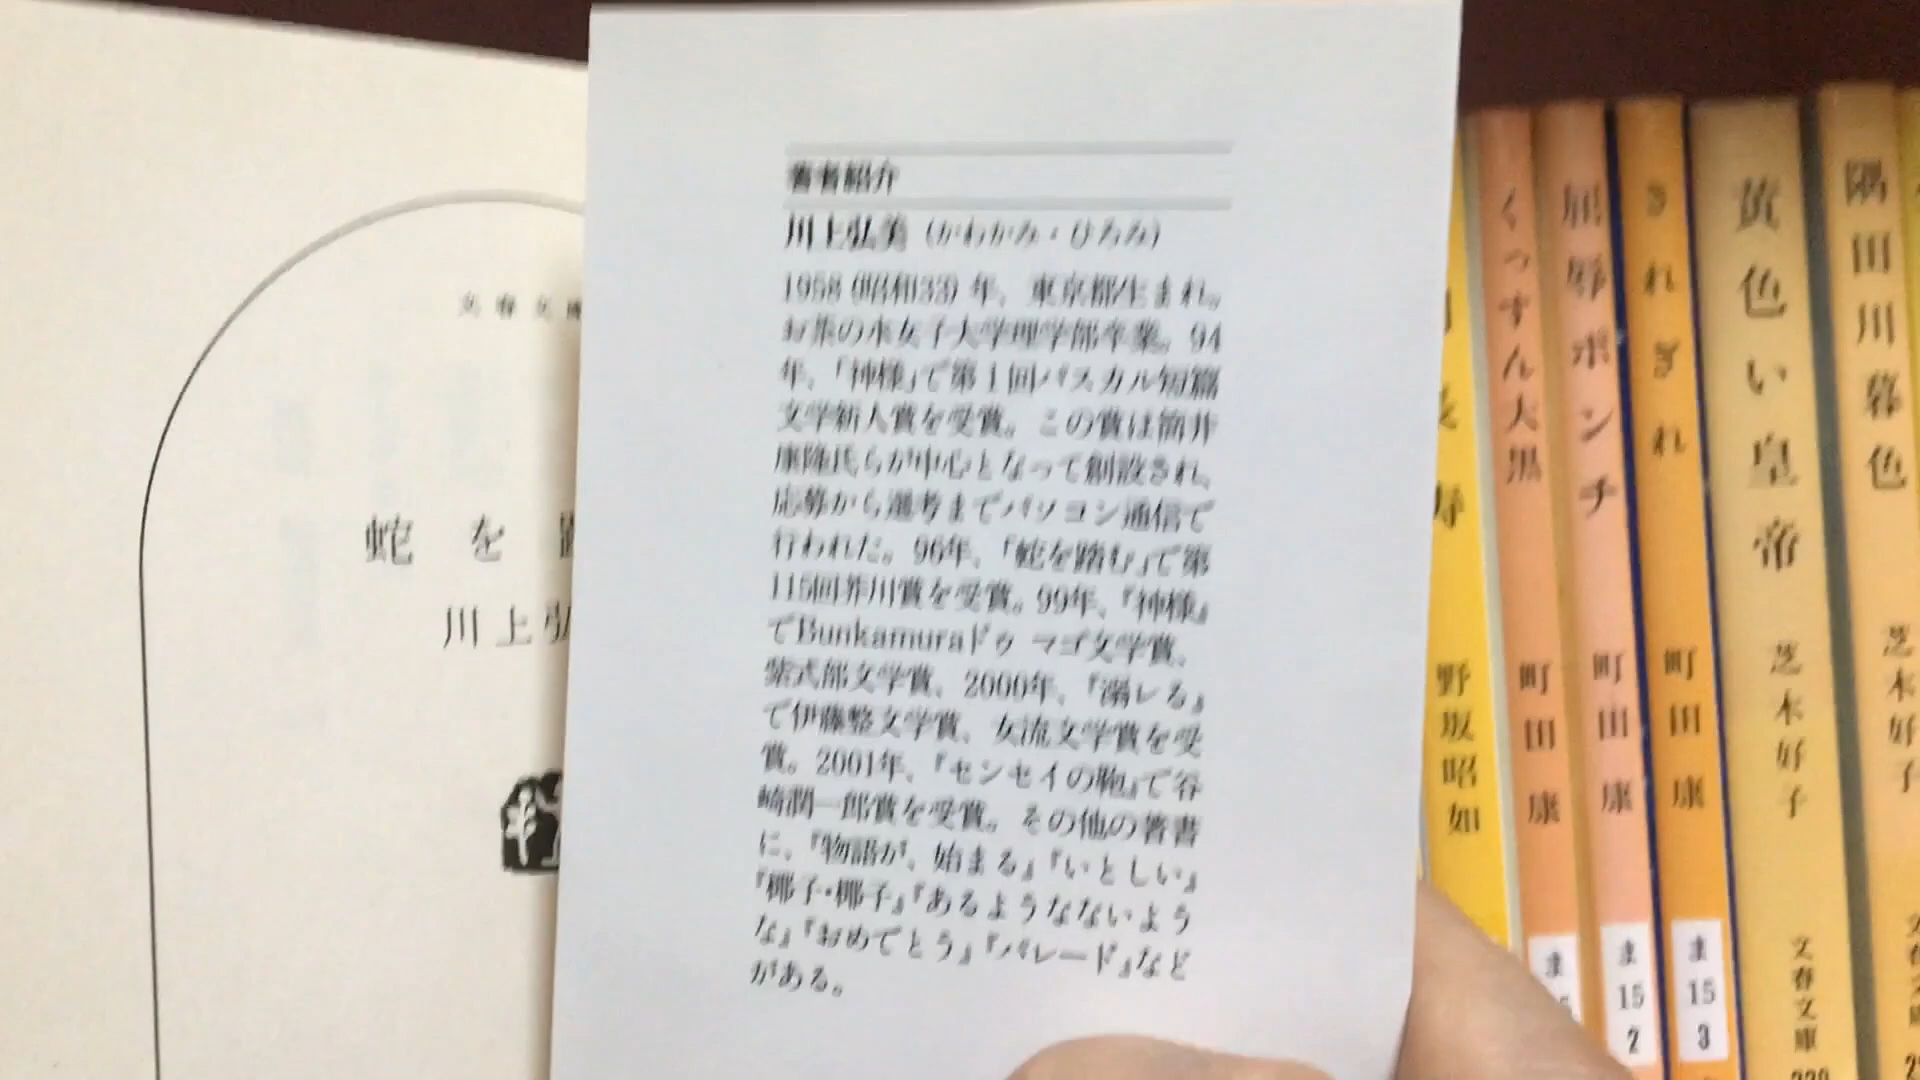 文春文庫
蛇を
川上弘
著者紹介
川上弘美（かわかみ・ひろみ）
1958（昭和33）年、東京都生まれ。
お茶の水女子大学理学部卒業。94
年、「神様」で第1回パスカル短篇
文学新人賞を受賞。この賞は筒井
康隆氏らが中心となって創設され、
応募から選考までパソコン通信で
行われた。96年、「蛇を踏む」で第
115回芥川賞を受賞。99年、『神様』
でBunkamuraドゥ マゴ文学賞、
紫式部文学賞、2000年、『溺レる』
で伊藤整文学賞、女流文学賞を受
賞。2001年、『センセイの鞄』で谷
崎潤一郎賞を受賞。その他の著書
に、『物語が、始まる』『いとしい』
『椰子・椰子』『あるようなないよう
な』『おめでとう』『パレード』など
がある。
野坂昭如
くっすん大黒
町田康
ま
屈辱ポンチ
町田康
ま
15
2
きれぎれ
町田康
ま
15
3
黄色い皇帝
芝木好子
文春文庫
隅田川暮色
芝木好子